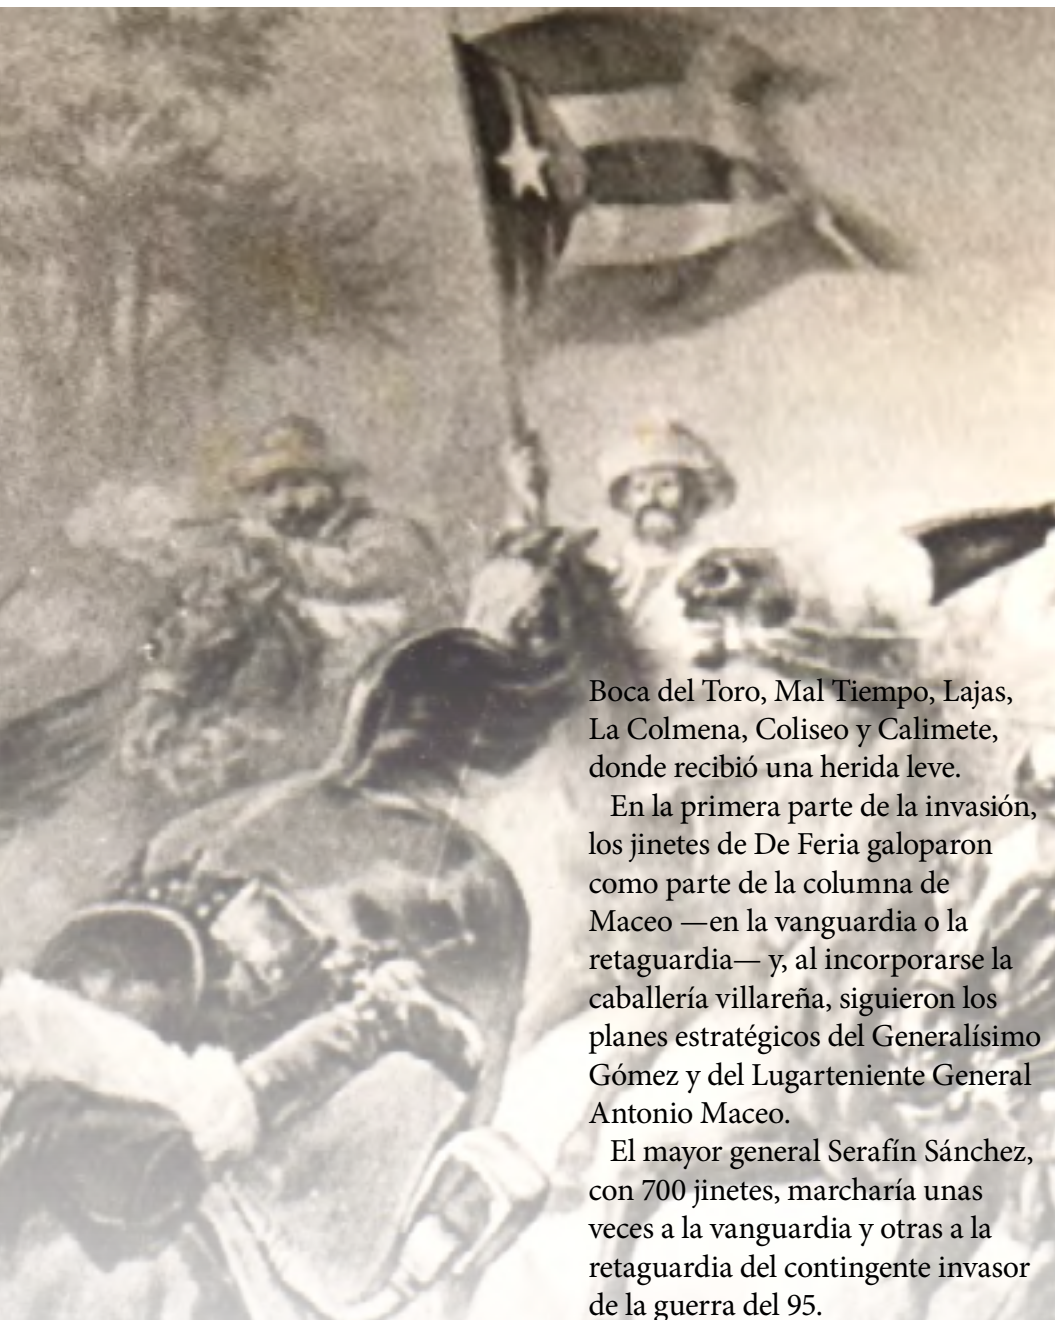 Boca del Toro, Mal Tiempo, Lajas,
La Colmena, Coliseo y Calimete,
donde recibió una herida leve.
En la primera parte de la invasión,
los jinetes de De Feria galoparon
como parte de la columna de
Maceo —en la vanguardia o la
retaguardia— y, al incorporarse la
caballería villareña, siguieron los
planes estratégicos del Generalísimo
Gómez y del Lugarteniente General
Antonio Maceo.
El mayor general Serafín Sánchez,
con 700 jinetes, marcharía unas
veces a la vanguardia y otras a la
retaguardia del contingente invasor
de la guerra del 95.